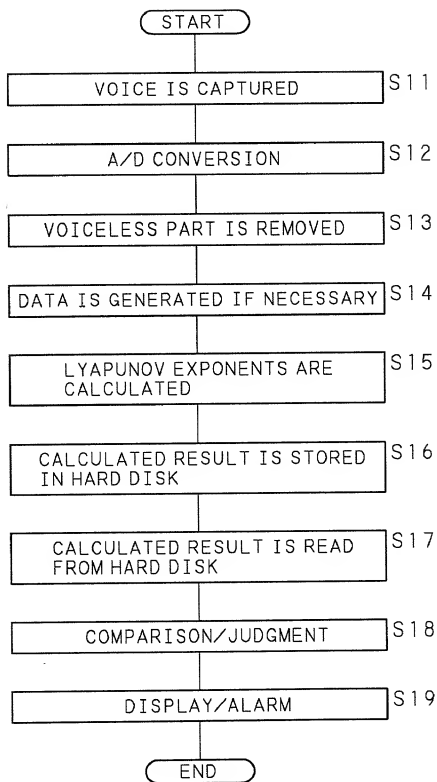 START
VOICE IS CAPTURED S11
A/D CONVERSION S12
VOICELESS PART IS REMOVED S13
DATA IS GENERATED IF NECESSARY S14
LYAPUNOV EXPONENTS ARE S15
CALCULATED
CALCULATED RESULT IS STORED S16
IN HARD DISK
CALCULATED RESULT IS READ S17
FROM HARD DISK
COMPARISON/JUDGMENT S18
DISPLAY/ALARM S19
END